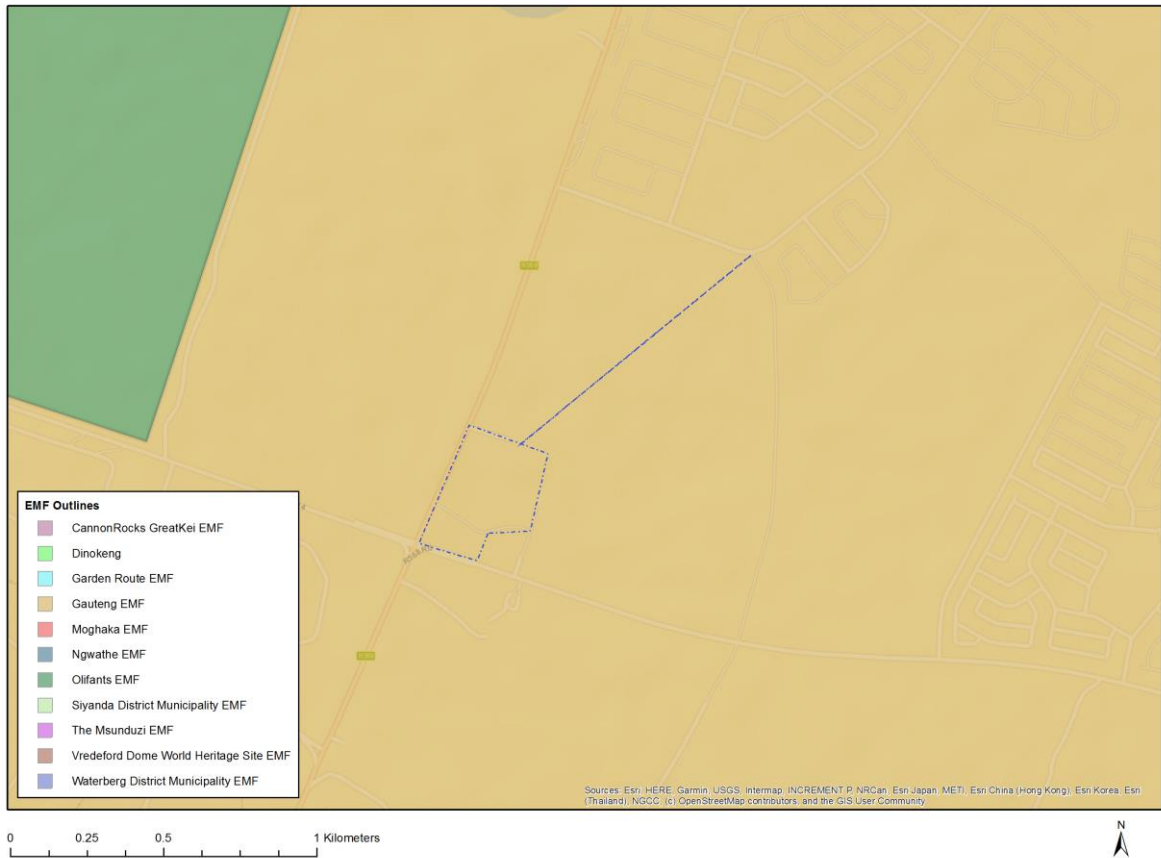 EMF Outlines
CannonRocks GreatKei EMF
Dinokeng
Garden Route EMF
Gauteng EMF
Moghaka EMF
Ngwathe EMF
Olifants EMF
Siyanda District Municipality EMF
The Msunduzi EMF
Vredeford Dome World Heritage Site EMF
Waterberg District Municipality EMF
Sources: Esri, HERE, Garmin, USGS, Intermap, INCREMENT P, NRCan, Esri Japan, METI, Esri China (Hong Kong), Esri Korea, Esri
(Thailand), NGCC, (c) OpenStreetMap contributors, and the GIS User Community
N
0 0.25 0.5 1 Kilometers